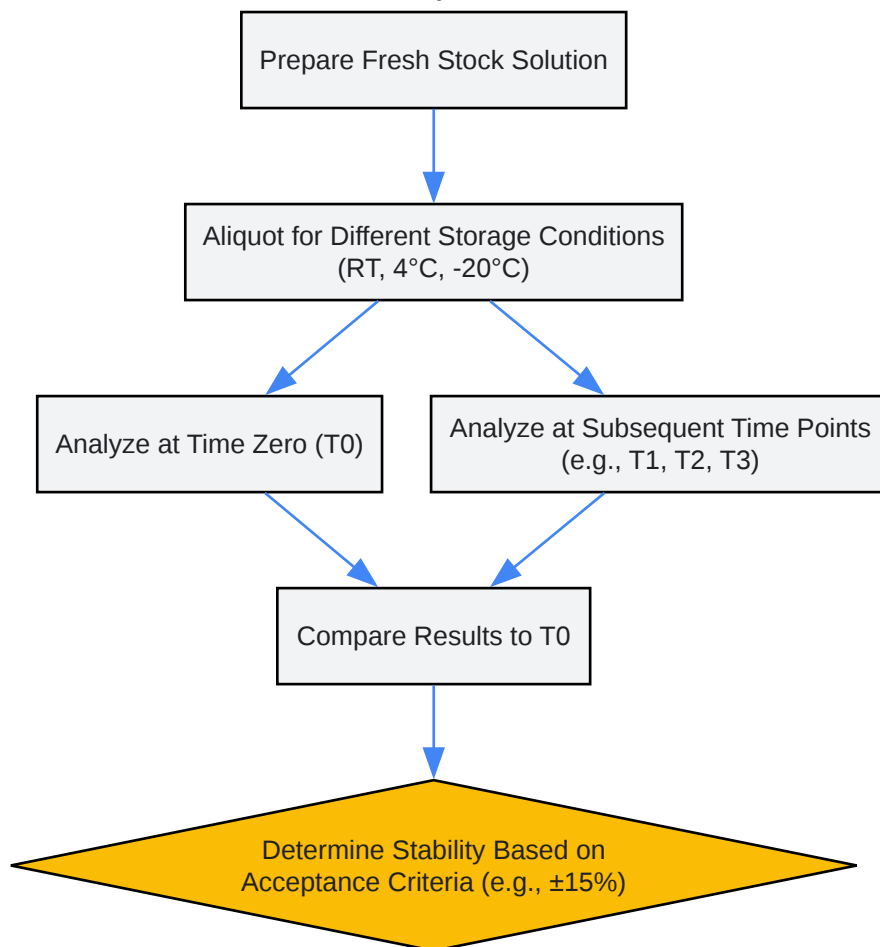 Prepare Fresh Stock Solution
Aliquot for Different Storage Conditions
(RT, 4°C, -20°C)
Analyze at Time Zero (T0)
Analyze at Subsequent Time Points
(e.g., T1, T2, T3)
Compare Results to T0
Determine Stability Based on
Acceptance Criteria (e.g., ±15%)